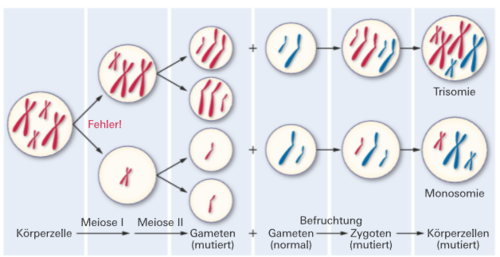 Trisomie
Fehler!
Monosomie
Meiose I
Meiose II
Befruchtung
Körperzelle
Gameten
(mutiert)
+
Gameten
(normal)
Zygoten
(mutiert)
Körperzellen
(mutiert)